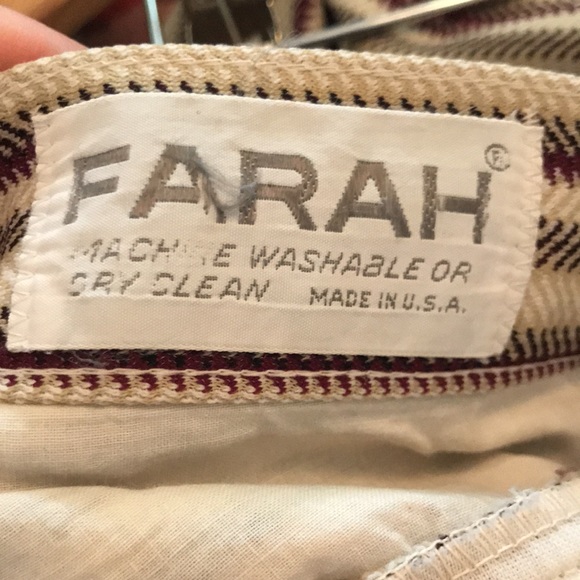 FARAH®
MACHINE WASHABLE OR
DRY CLEAN MADE IN U.S.A.